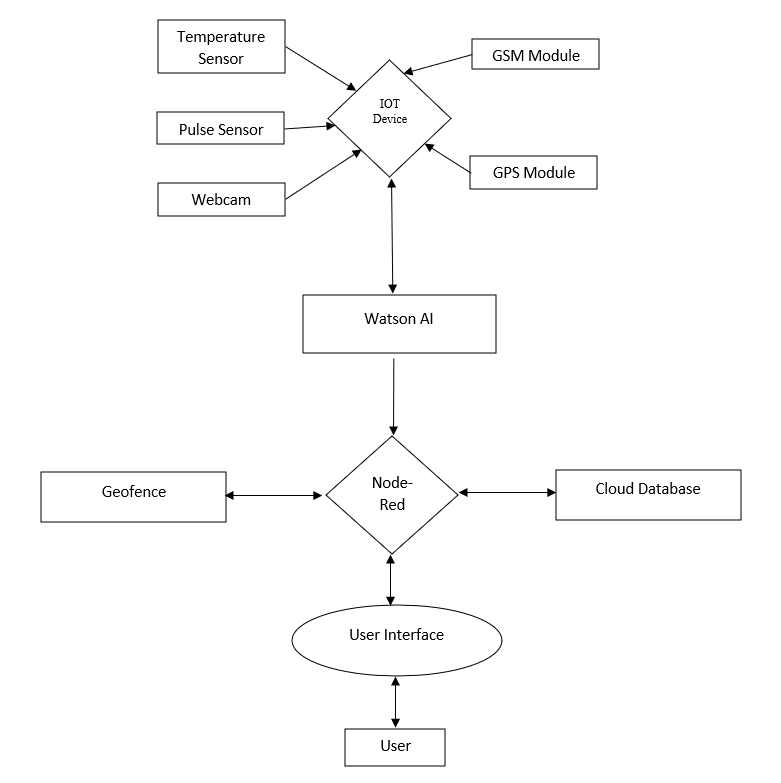 Temperature
Sensor
GSM Module
IOT
Device
Pulse Sensor
GPS Module
Webcam
Watson AI
Geofence
Node-
Red
Cloud Database
User Interface
User